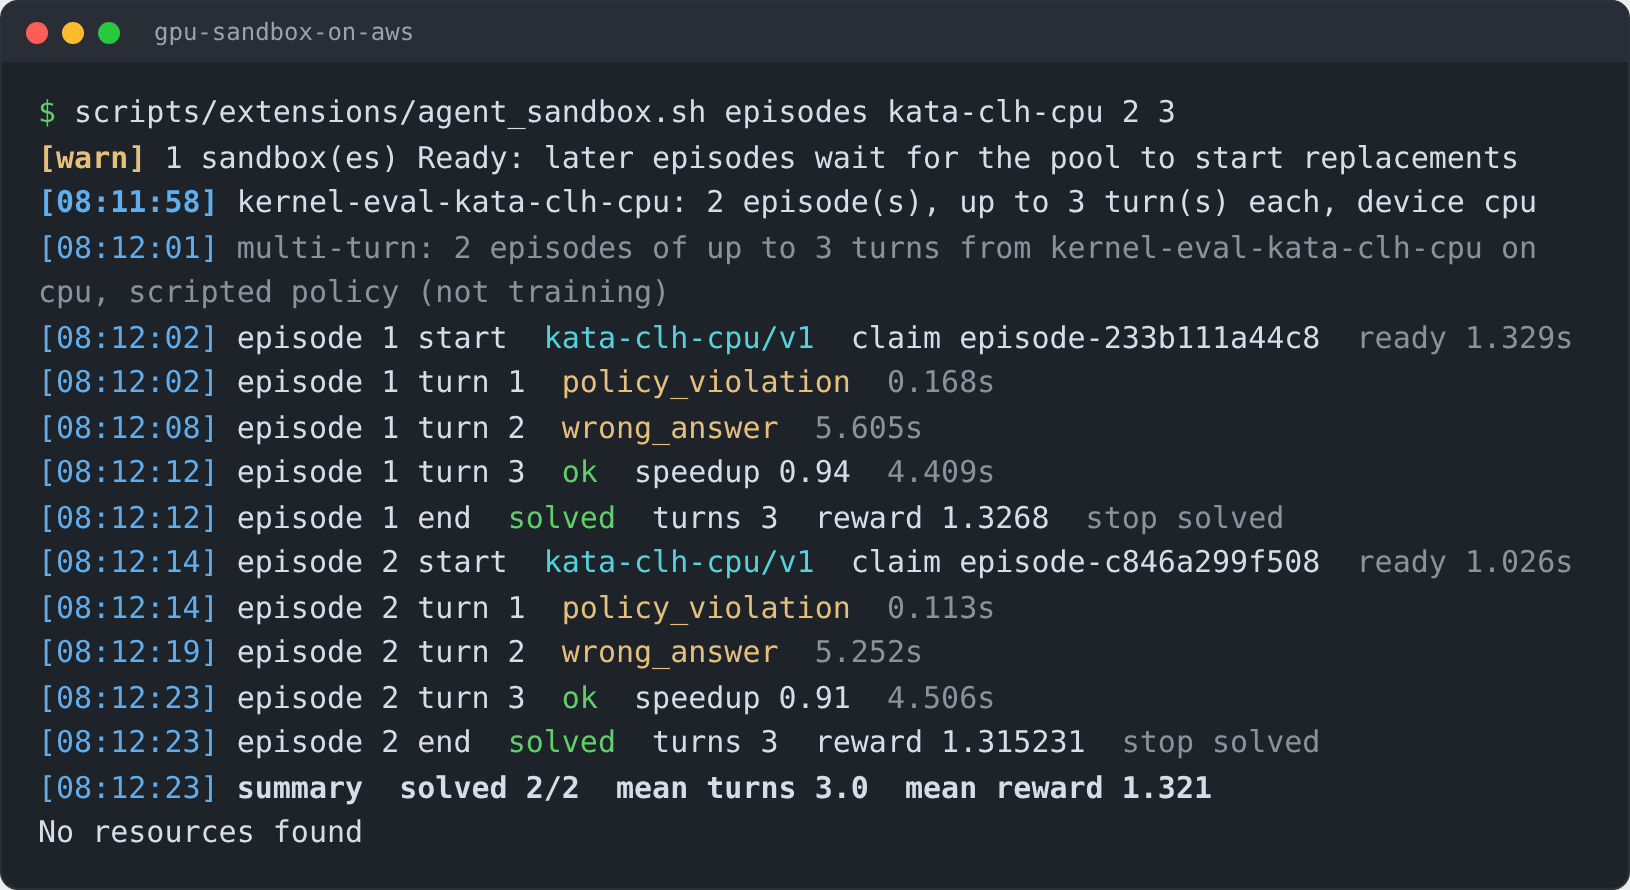 gpu-sandbox-on-aws
$ scripts/extensions/agent_sandbox.sh episodes kata-clh-cpu 2 3
[warn] 1 sandbox(es) Ready: later episodes wait for the pool to start replacements
[08:11:58] kernel-eval-kata-clh-cpu: 2 episode(s), up to 3 turn(s) each, device cpu
[08:12:01] multi-turn: 2 episodes of up to 3 turns from kernel-eval-kata-clh-cpu on
cpu, scripted policy (not training)
[08:12:02] episode 1 start  kata-clh-cpu/v1  claim episode-233b111a44c8  ready 1.329s
[08:12:02] episode 1 turn 1  policy_violation  0.168s
[08:12:08] episode 1 turn 2  wrong_answer  5.605s
[08:12:12] episode 1 turn 3  ok  speedup 0.94  4.409s
[08:12:12] episode 1 end  solved  turns 3  reward 1.3268  stop solved
[08:12:14] episode 2 start  kata-clh-cpu/v1  claim episode-c846a299f508  ready 1.026s
[08:12:14] episode 2 turn 1  policy_violation  0.113s
[08:12:19] episode 2 turn 2  wrong_answer  5.252s
[08:12:23] episode 2 turn 3  ok  speedup 0.91  4.506s
[08:12:23] episode 2 end  solved  turns 3  reward 1.315231  stop solved
[08:12:23] summary  solved 2/2  mean turns 3.0  mean reward 1.321
No resources found